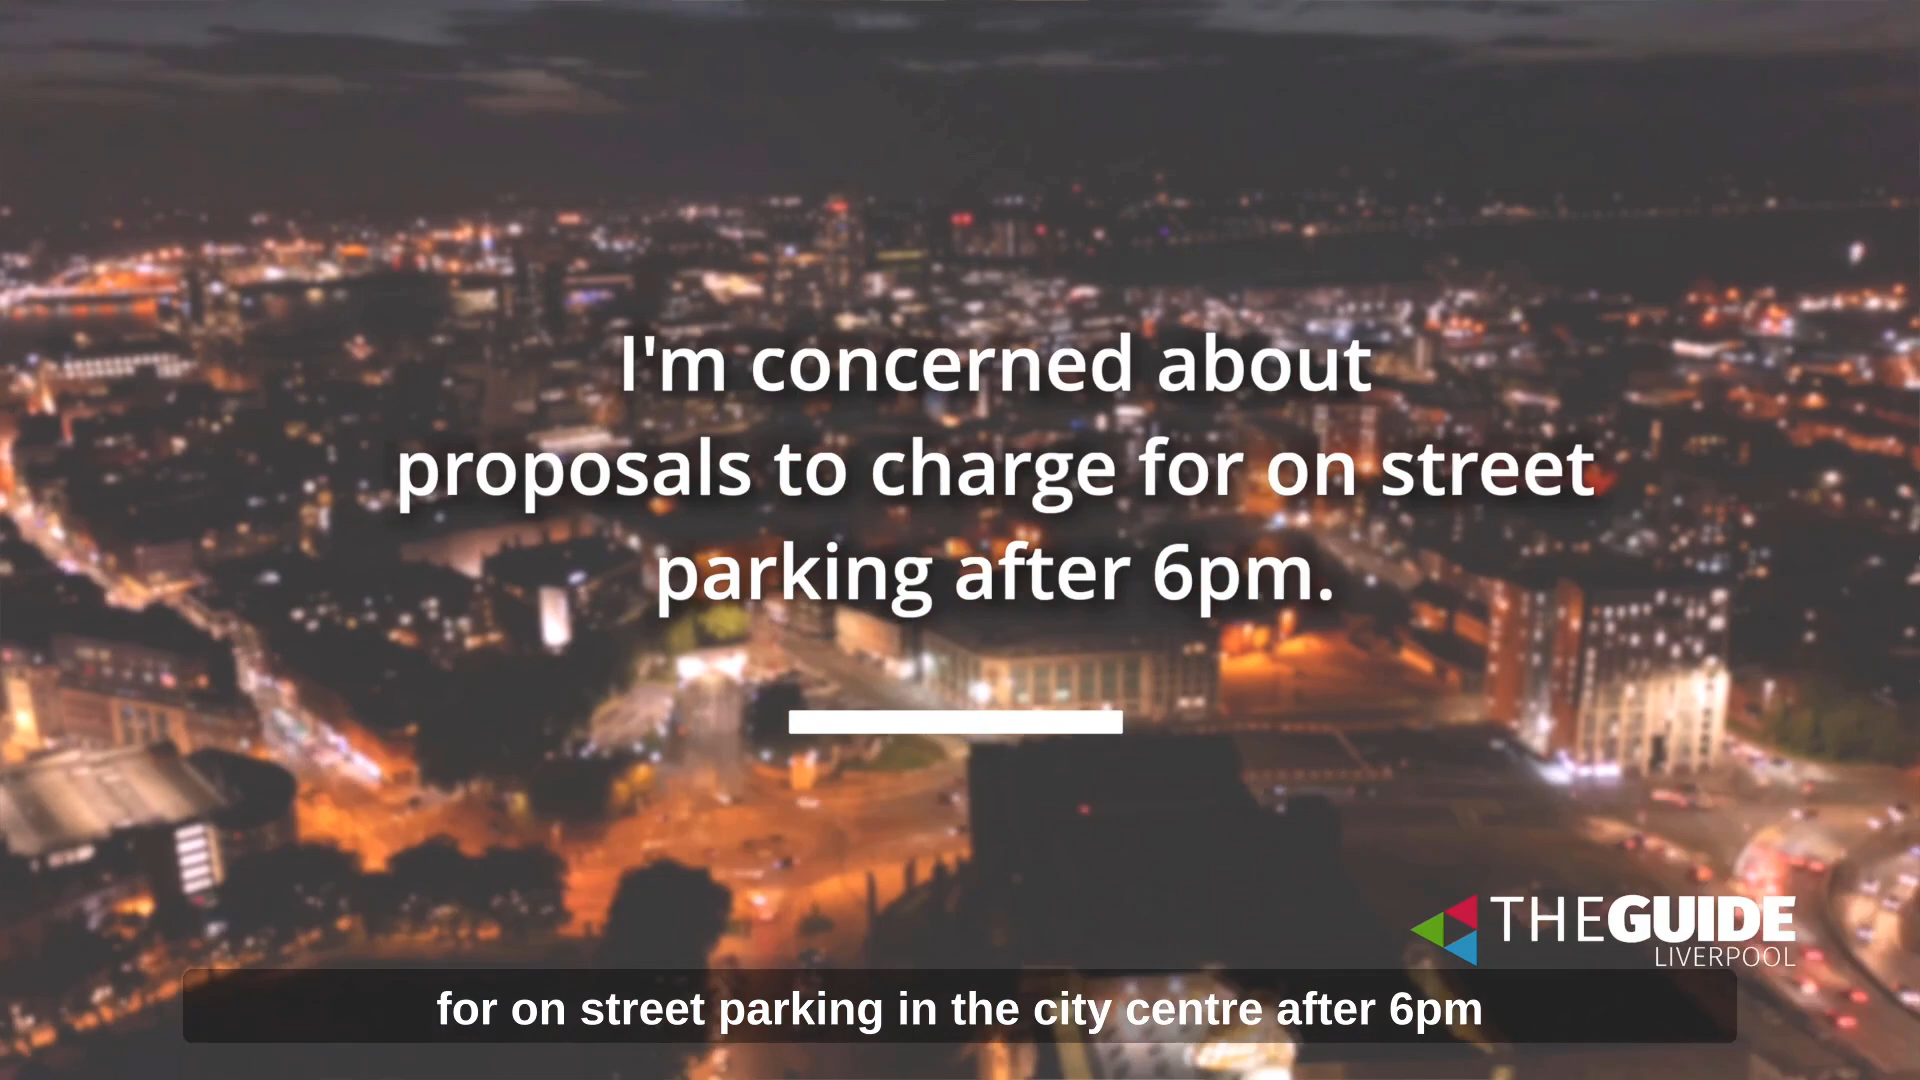 I'm concerned about
proposals to charge for on street
parking after 6pm.
THEGUIDE
LIVERPOOL
for on street parking in the city centre after 6pm